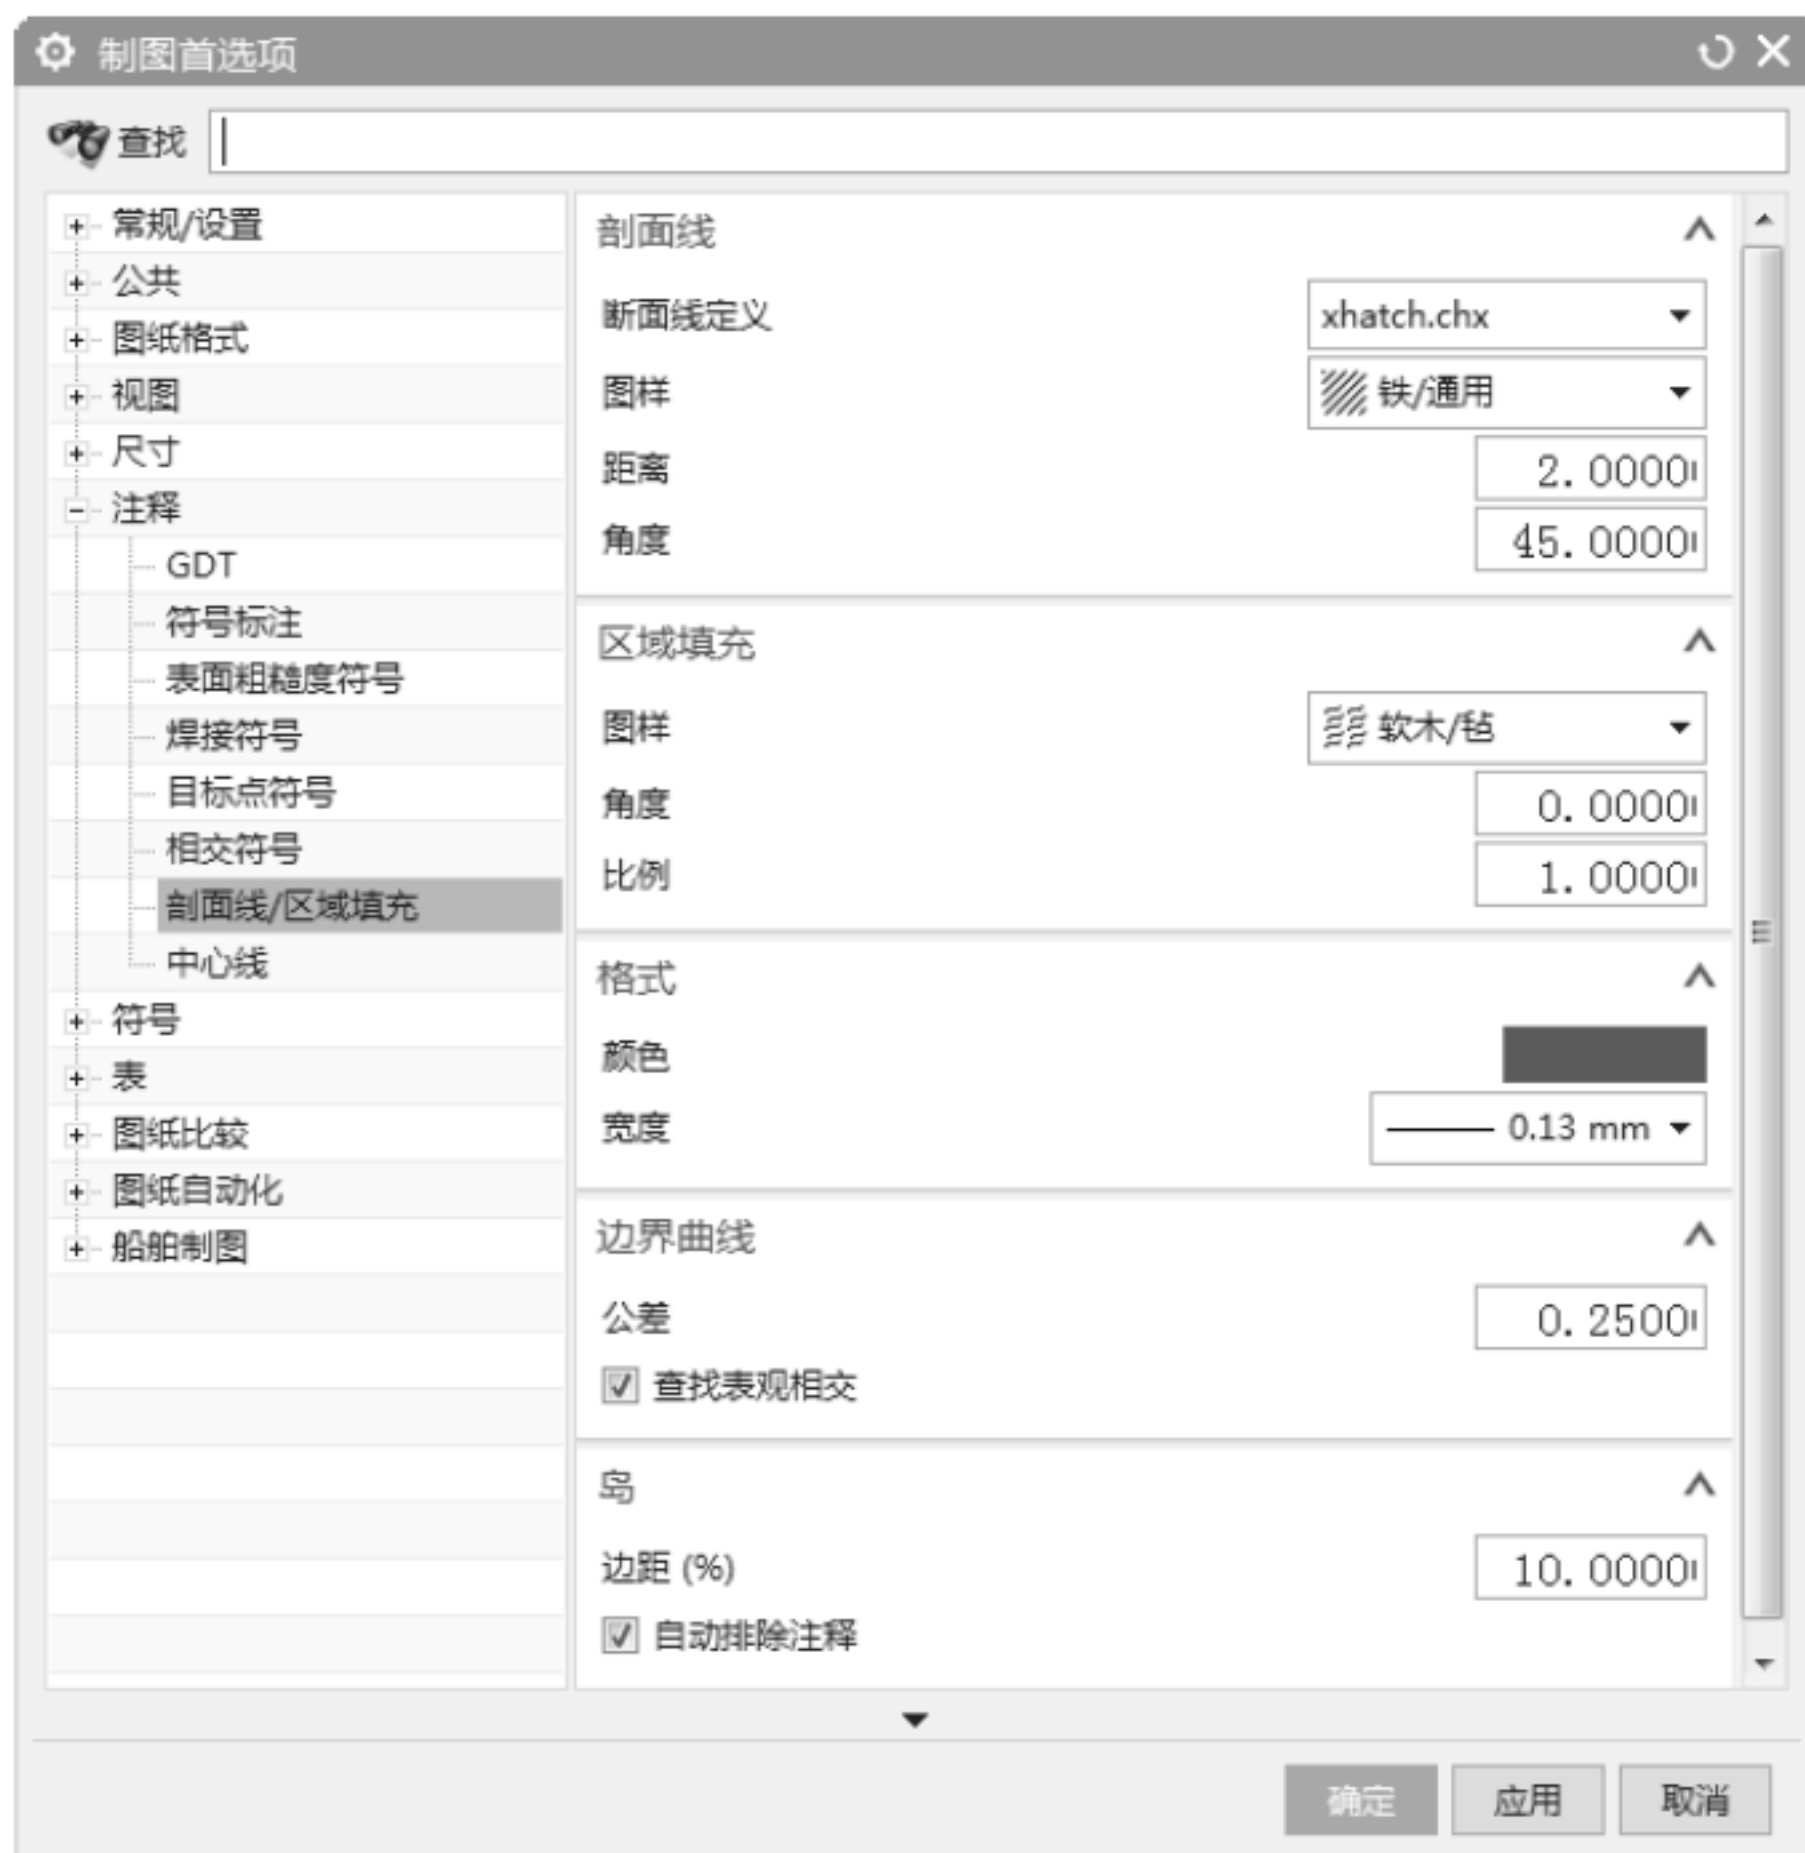 制图首选项
查找
常规/设置
公共
图纸格式
视图
尺寸
注释
GDT
符号标注
表面粗糙度符号
焊接符号
目标点符号
相交符号
剖面线/区域填充
中心线
符号
表
图纸比较
图纸自动化
船舶制图
剖面线
断面线定义 xhatch.chx
图样 铁/通用
距离 2.0000
角度 45.0000
区域填充
图样 软木/毡
角度 0.0000
比例 1.0000
格式
颜色
宽度 0.13 mm
边界曲线
公差 0.2500
查找表观相交
岛
边距 (%) 10.0000
自动排除注释
确定 应用 取消